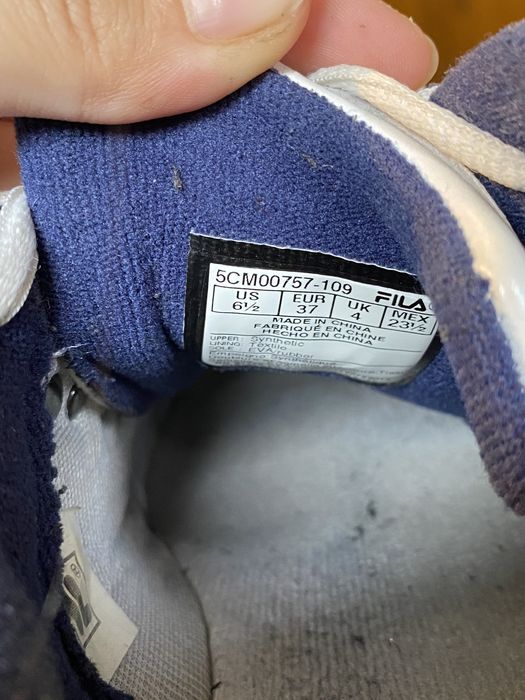 5CM00757-109 FILA
US EUR UK MEX
6½ 37 4 23½
MADE IN CHINA
FABRIQUÉ EN CHINE
HECHO EN CHINA
UPPER: Synthetic
LINING: Textile
SOLE: EVA/rubber